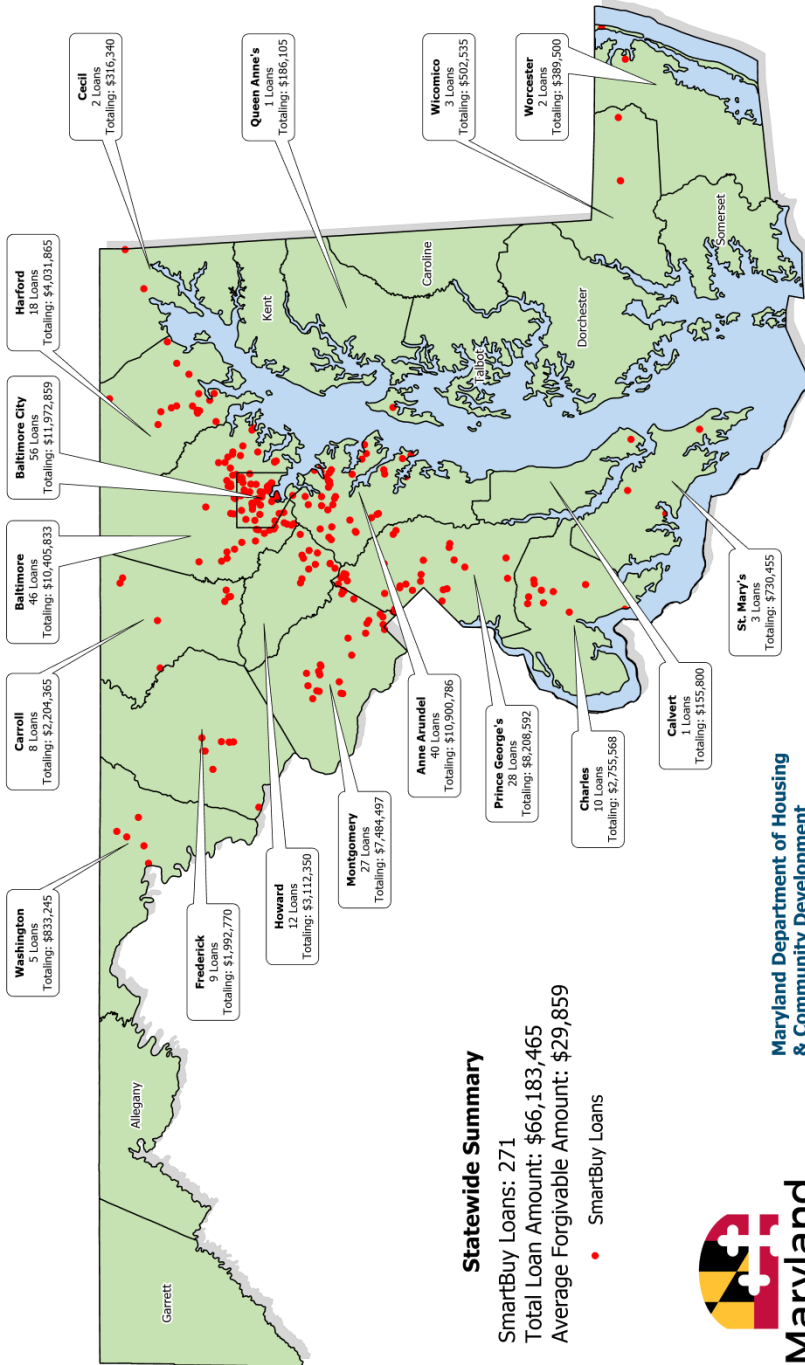 Washington
5 Loans
Totaling: $833,245
Carroll
8 Loans
Totaling: $2,204,365
Baltimore
46 Loans
Totaling: $10,405,833
Baltimore City
56 Loans
Totaling: $11,972,859
Harford
18 Loans
Totaling: $4,031,865
Cecil
2 Loans
Totaling: $316,340
Queen Anne's
1 Loans
Totaling: $186,105
Wicomico
3 Loans
Totaling: $502,535
Worcester
2 Loans
Totaling: $389,500
Garrett
Allegany
Kent
Caroline
Talbot
Dorchester
Somerset
Frederick
9 Loans
Totaling: $1,992,770
Howard
12 Loans
Totaling: $3,112,350
Montgomery
27 Loans
Totaling: $7,484,497
Anne Arundel
40 Loans
Totaling: $10,900,786
Prince George's
28 Loans
Totaling: $8,208,592
Charles
10 Loans
Totaling: $2,755,568
Calvert
1 Loans
Totaling: $155,800
St. Mary's
3 Loans
Totaling: $730,455
Statewide Summary
SmartBuy Loans: 271
Total Loan Amount: $66,183,465
Average Forgivable Amount: $29,859
SmartBuy Loans
Maryland
Maryland Department of Housing
& Community Development